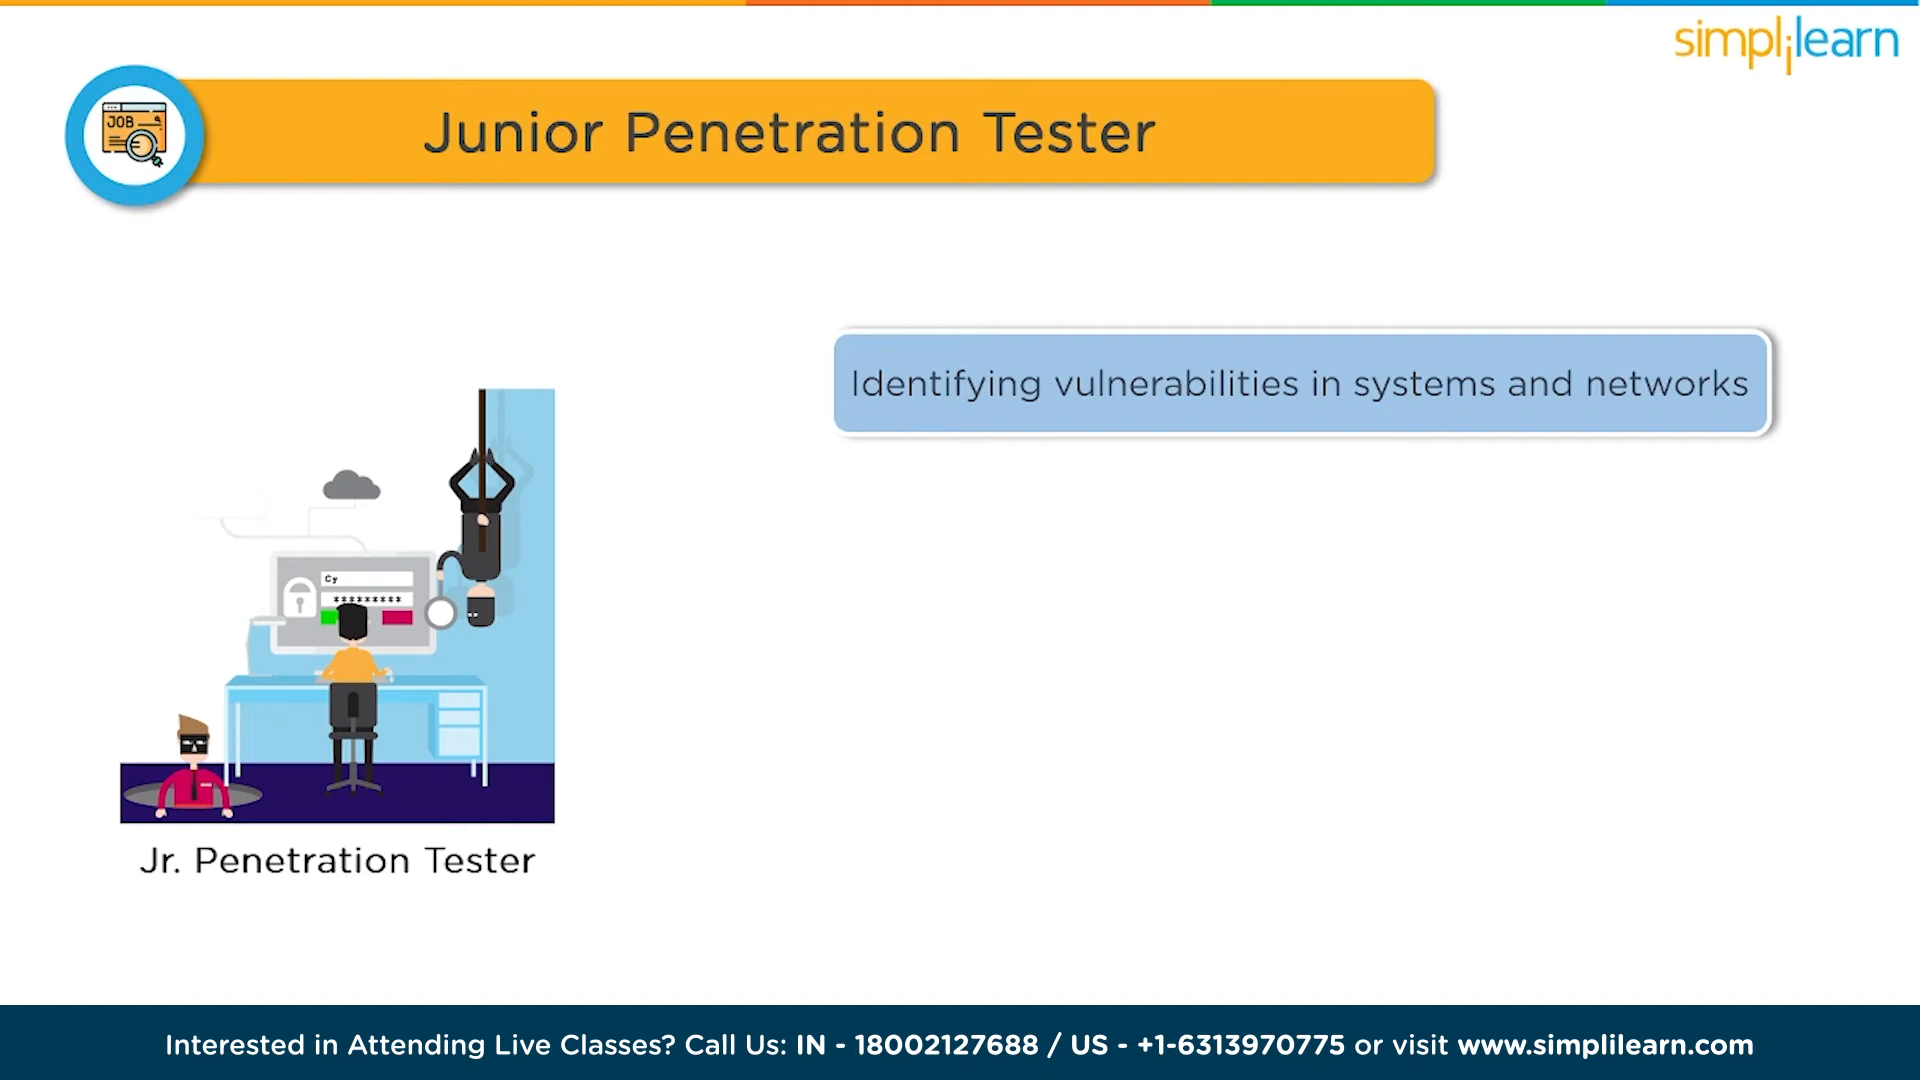 simplilearn
JOB
Junior Penetration Tester
Identifying vulnerabilities in systems and networks
Cy
*********
Jr. Penetration Tester
Interested in Attending Live Classes? Call Us: IN - 18002127688 / US - +1-6313970775 or visit www.simplilearn.com